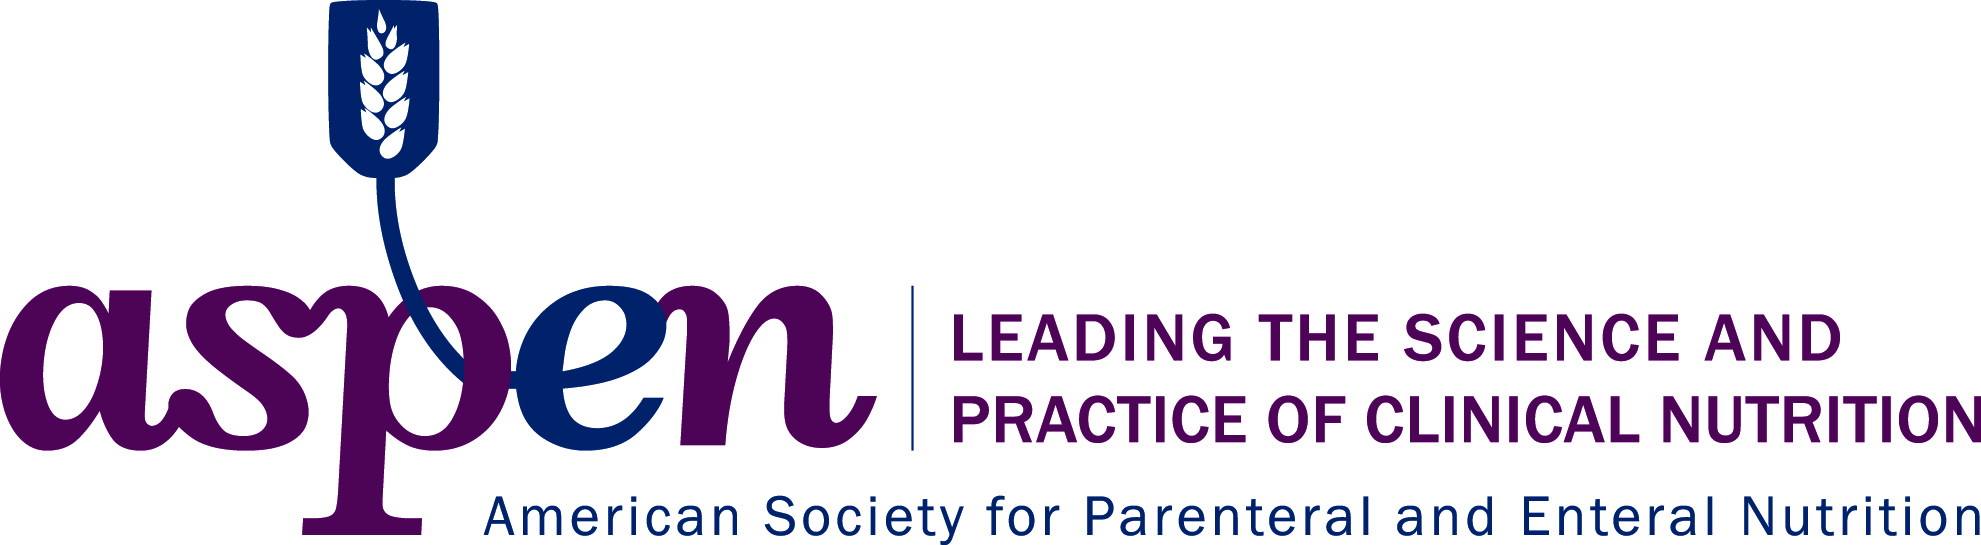 aspen
LEADING THE SCIENCE AND
PRACTICE OF CLINICAL NUTRITION
American Society for Parenteral and Enteral Nutrition